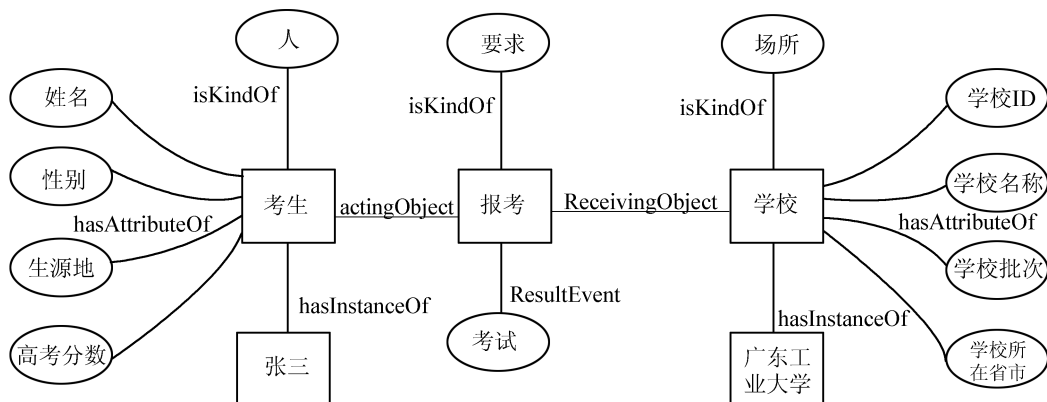 人
要求
场所
姓名
isKindOf
isKindOf
isKindOf
学校ID
性别
考生
actingObject
报考
ReceivingObject
学校
学校名称
hasAttributeOf
hasAttributeOf
生源地
学校批次
hasInstanceOf
ResultEvent
hasInstanceOf
高考分数
张三
考试
广东工
业大学
学校所
在省市